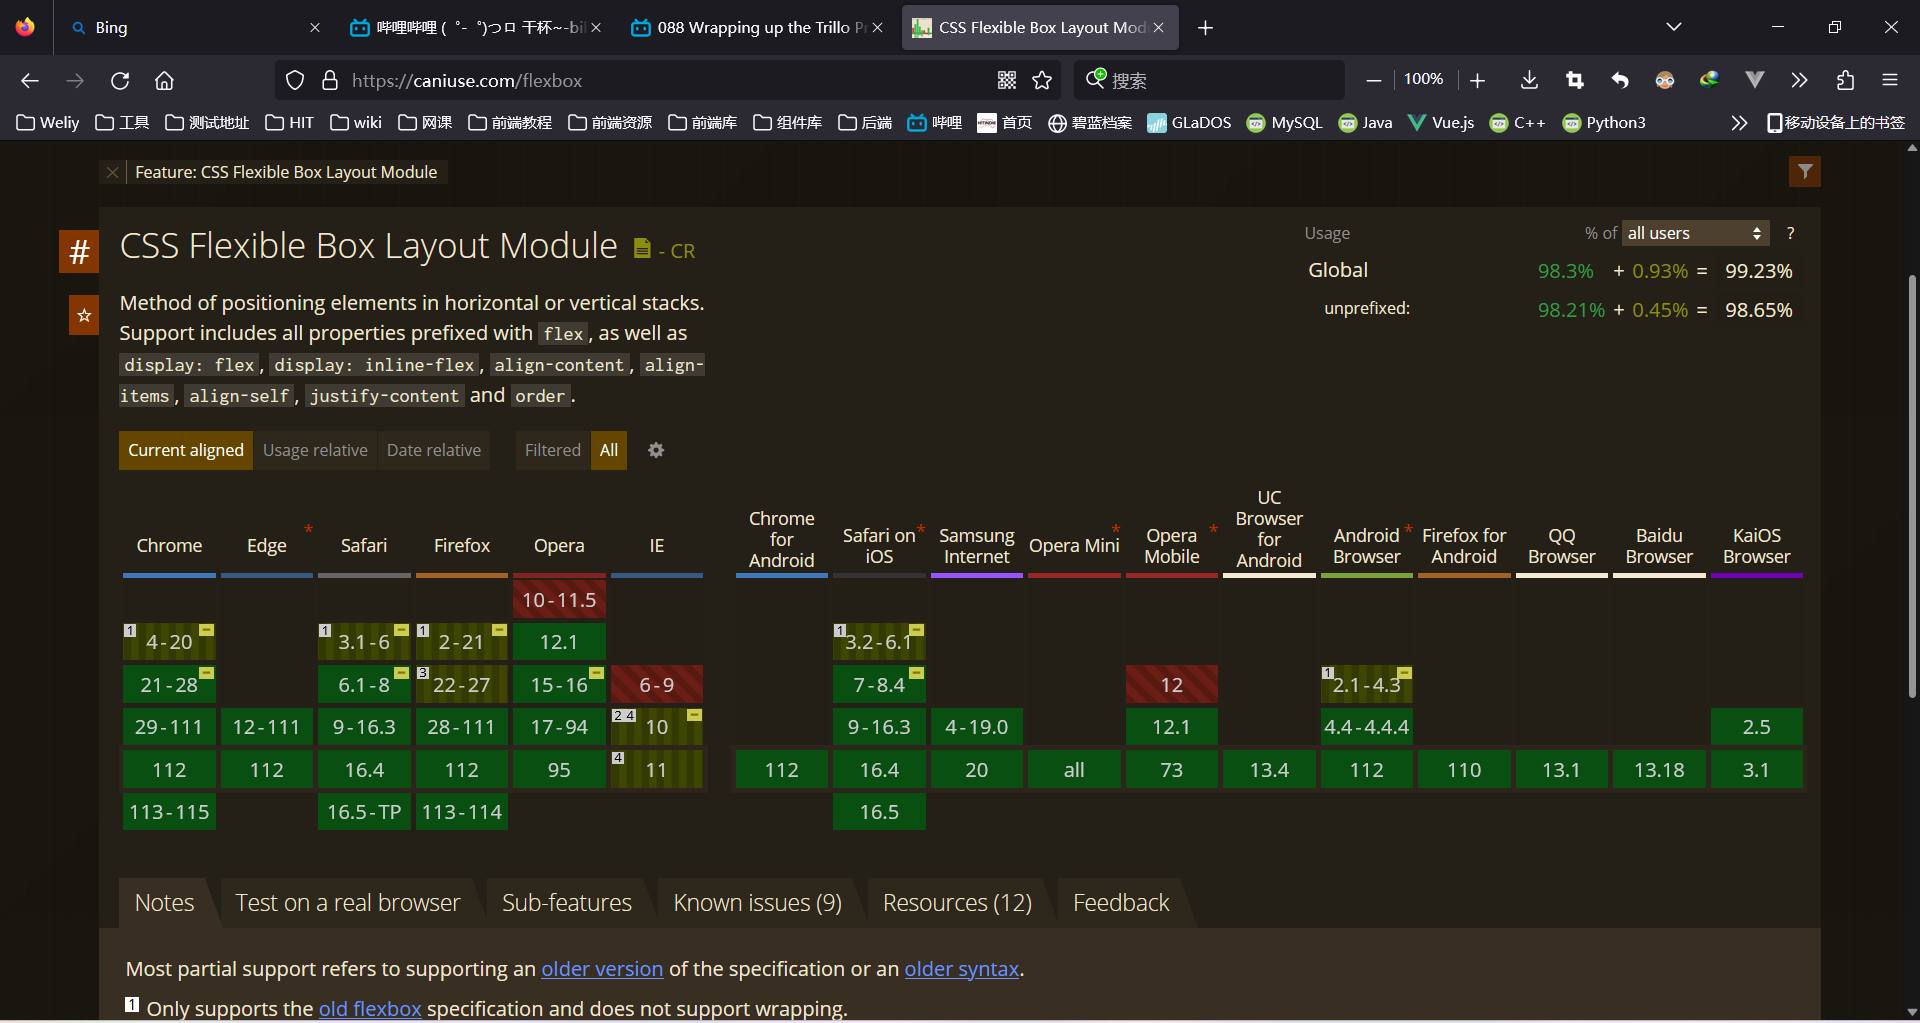 Bing
哔哩哔哩 (゜-゜)つロ 干杯~-bil
088 Wrapping up the Trillo Pr
CSS Flexible Box Layout Modu
https://caniuse.com/flexbox
搜索
100%
Weliy
工具
测试地址
HIT
wiki
网课
前端教程
前端资源
前端库
组件库
后端
哔哩
首页
碧蓝档案
GLaDOS
MySQL
Java
Vue.js
C++
Python3
移动设备上的书签
Feature: CSS Flexible Box Layout Module
#
CSS Flexible Box Layout Module - CR
Usage % of all users ?
Global 98.3% + 0.93% = 99.23%
unprefixed: 98.21% + 0.45% = 98.65%
Method of positioning elements in horizontal or vertical stacks.
Support includes all properties prefixed with flex, as well as
display: flex, display: inline-flex, align-content, align-
items, align-self, justify-content and order.
Current aligned Usage relative Date relative Filtered All
Chrome Edge * Safari Firefox Opera IE
Chrome
for
Android
Safari on *
iOS
Samsung
Internet
Opera Mini *
Opera *
Mobile
UC
Browser
for
Android
Android *
Browser
Firefox for
Android
QQ
Browser
Baidu
Browser
KaiOS
Browser
10-11.5
1 4-20 1 3.1-6 1 2-21 12.1 1 3.2-6.1
21-28 6.1-8 3 22-27 15-16 6-9 7-8.4 12 1 2.1-4.3
29-111 12-111 9-16.3 28-111 17-94 2 4 10 9-16.3 4-19.0 12.1 4.4-4.4.4 2.5
112 112 16.4 112 95 4 11 112 16.4 20 all 73 13.4 112 110 13.1 13.18 3.1
113-115 16.5-TP 113-114 16.5
Notes Test on a real browser Sub-features Known issues (9) Resources (12) Feedback
Most partial support refers to supporting an older version of the specification or an older syntax.
1 Only supports the old flexbox specification and does not support wrapping.